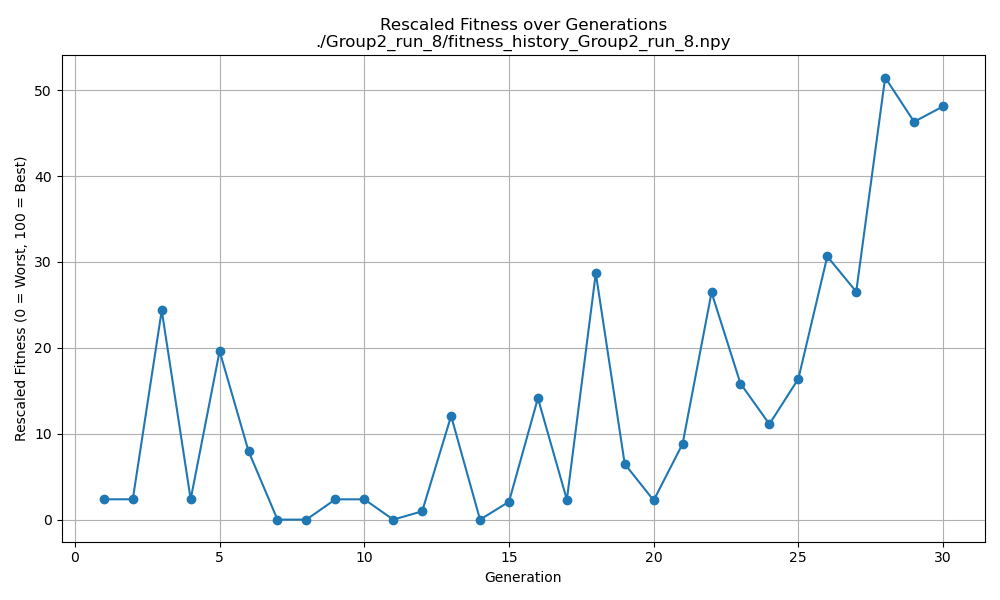 Rescaled Fitness over Generations
./Group2_run_8/fitness_history_Group2_run_8.npy
Rescaled Fitness (0 = Worst, 100 = Best)
50
40
30
20
10
0
0 5 10 15 20 25 30
Generation